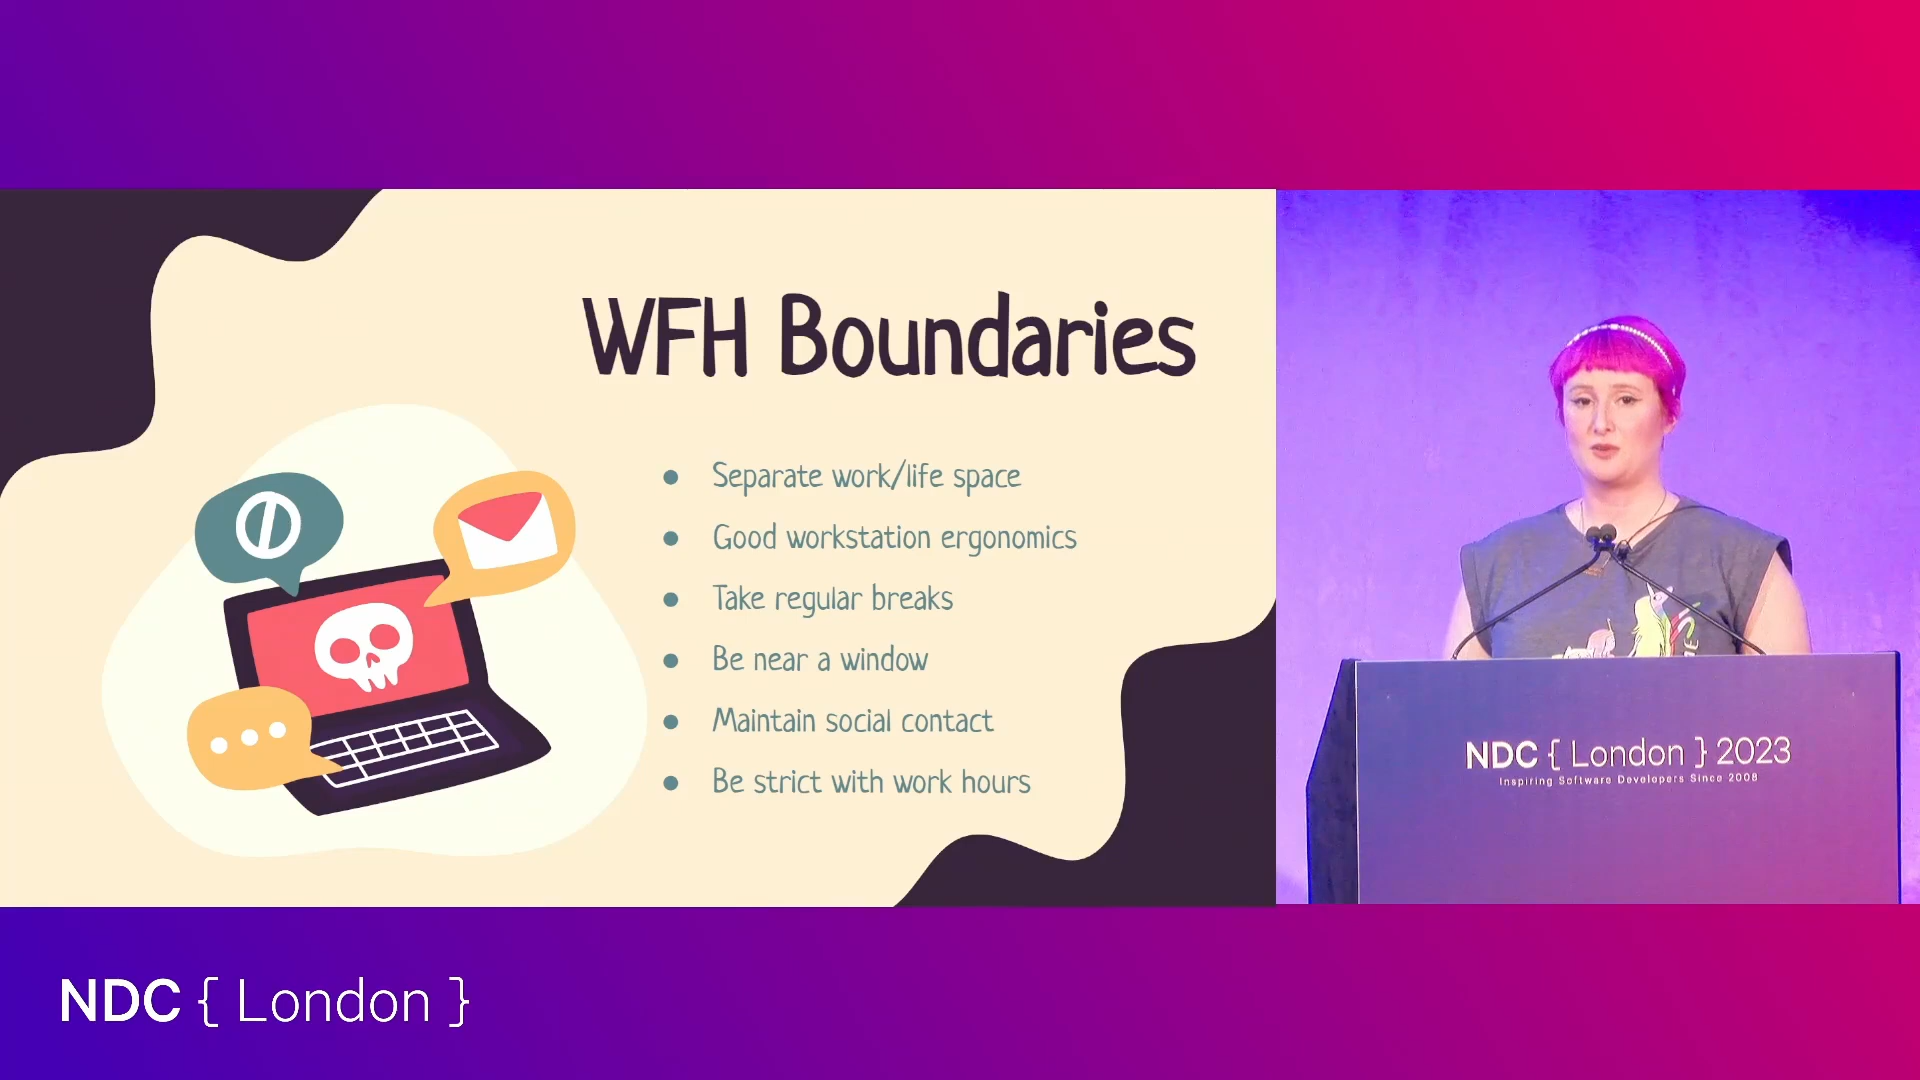 WFH Boundaries
Separate work/life space
Good workstation ergonomics
Take regular breaks
Be near a window
Maintain social contact
Be strict with work hours
NDC { London } 2023
Inspiring Software Developers Since 2008
NDC { London }